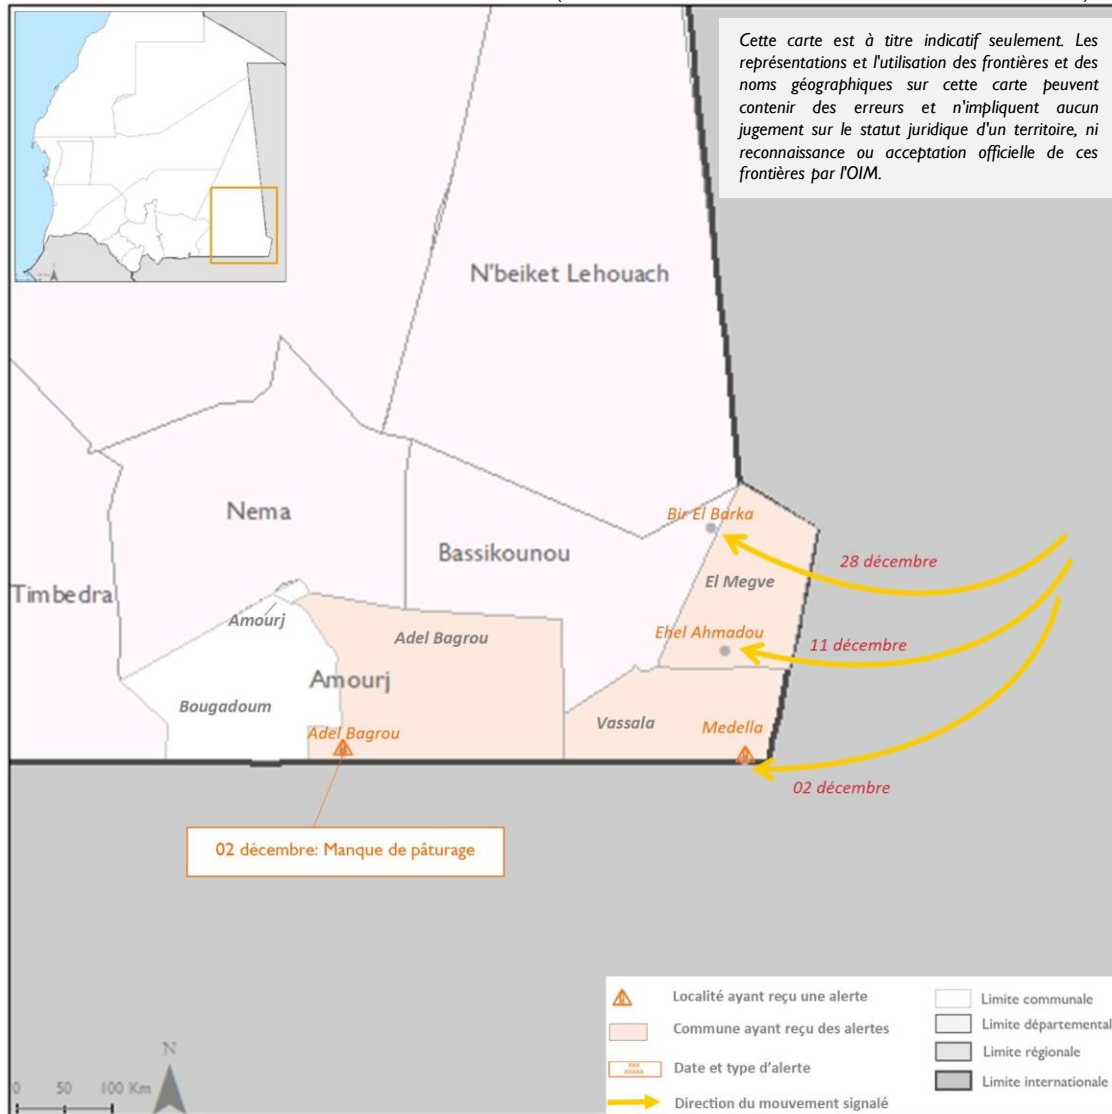 Cette carte est à titre indicatif seulement. Les
représentations et l'utilisation des frontières et des
noms géographiques sur cette carte peuvent
contenir des erreurs et n'impliquent aucun
jugement sur le statut juridique d'un territoire, ni
reconnaissance ou acceptation officielle de ces
frontières par l'OIM.
N'beiket Lehouach
Nema
Bir El Barka
Bassikounou
28 décembre
El Megve
Timbedra
Amourj
Adel Bagrou
Ehel Ahmadou
11 décembre
Amourj
Bougadoum
Vassala
Medella
Adel Bagrou
02 décembre
02 décembre: Manque de pâturage
Localité ayant reçu une alerte
Commune ayant reçu des alertes
XXX
XXXXX
Date et type d'alerte
Direction du mouvement signalé
Limite communale
Limite départemental
Limite régionale
Limite internationale
N
0 50 100 Km